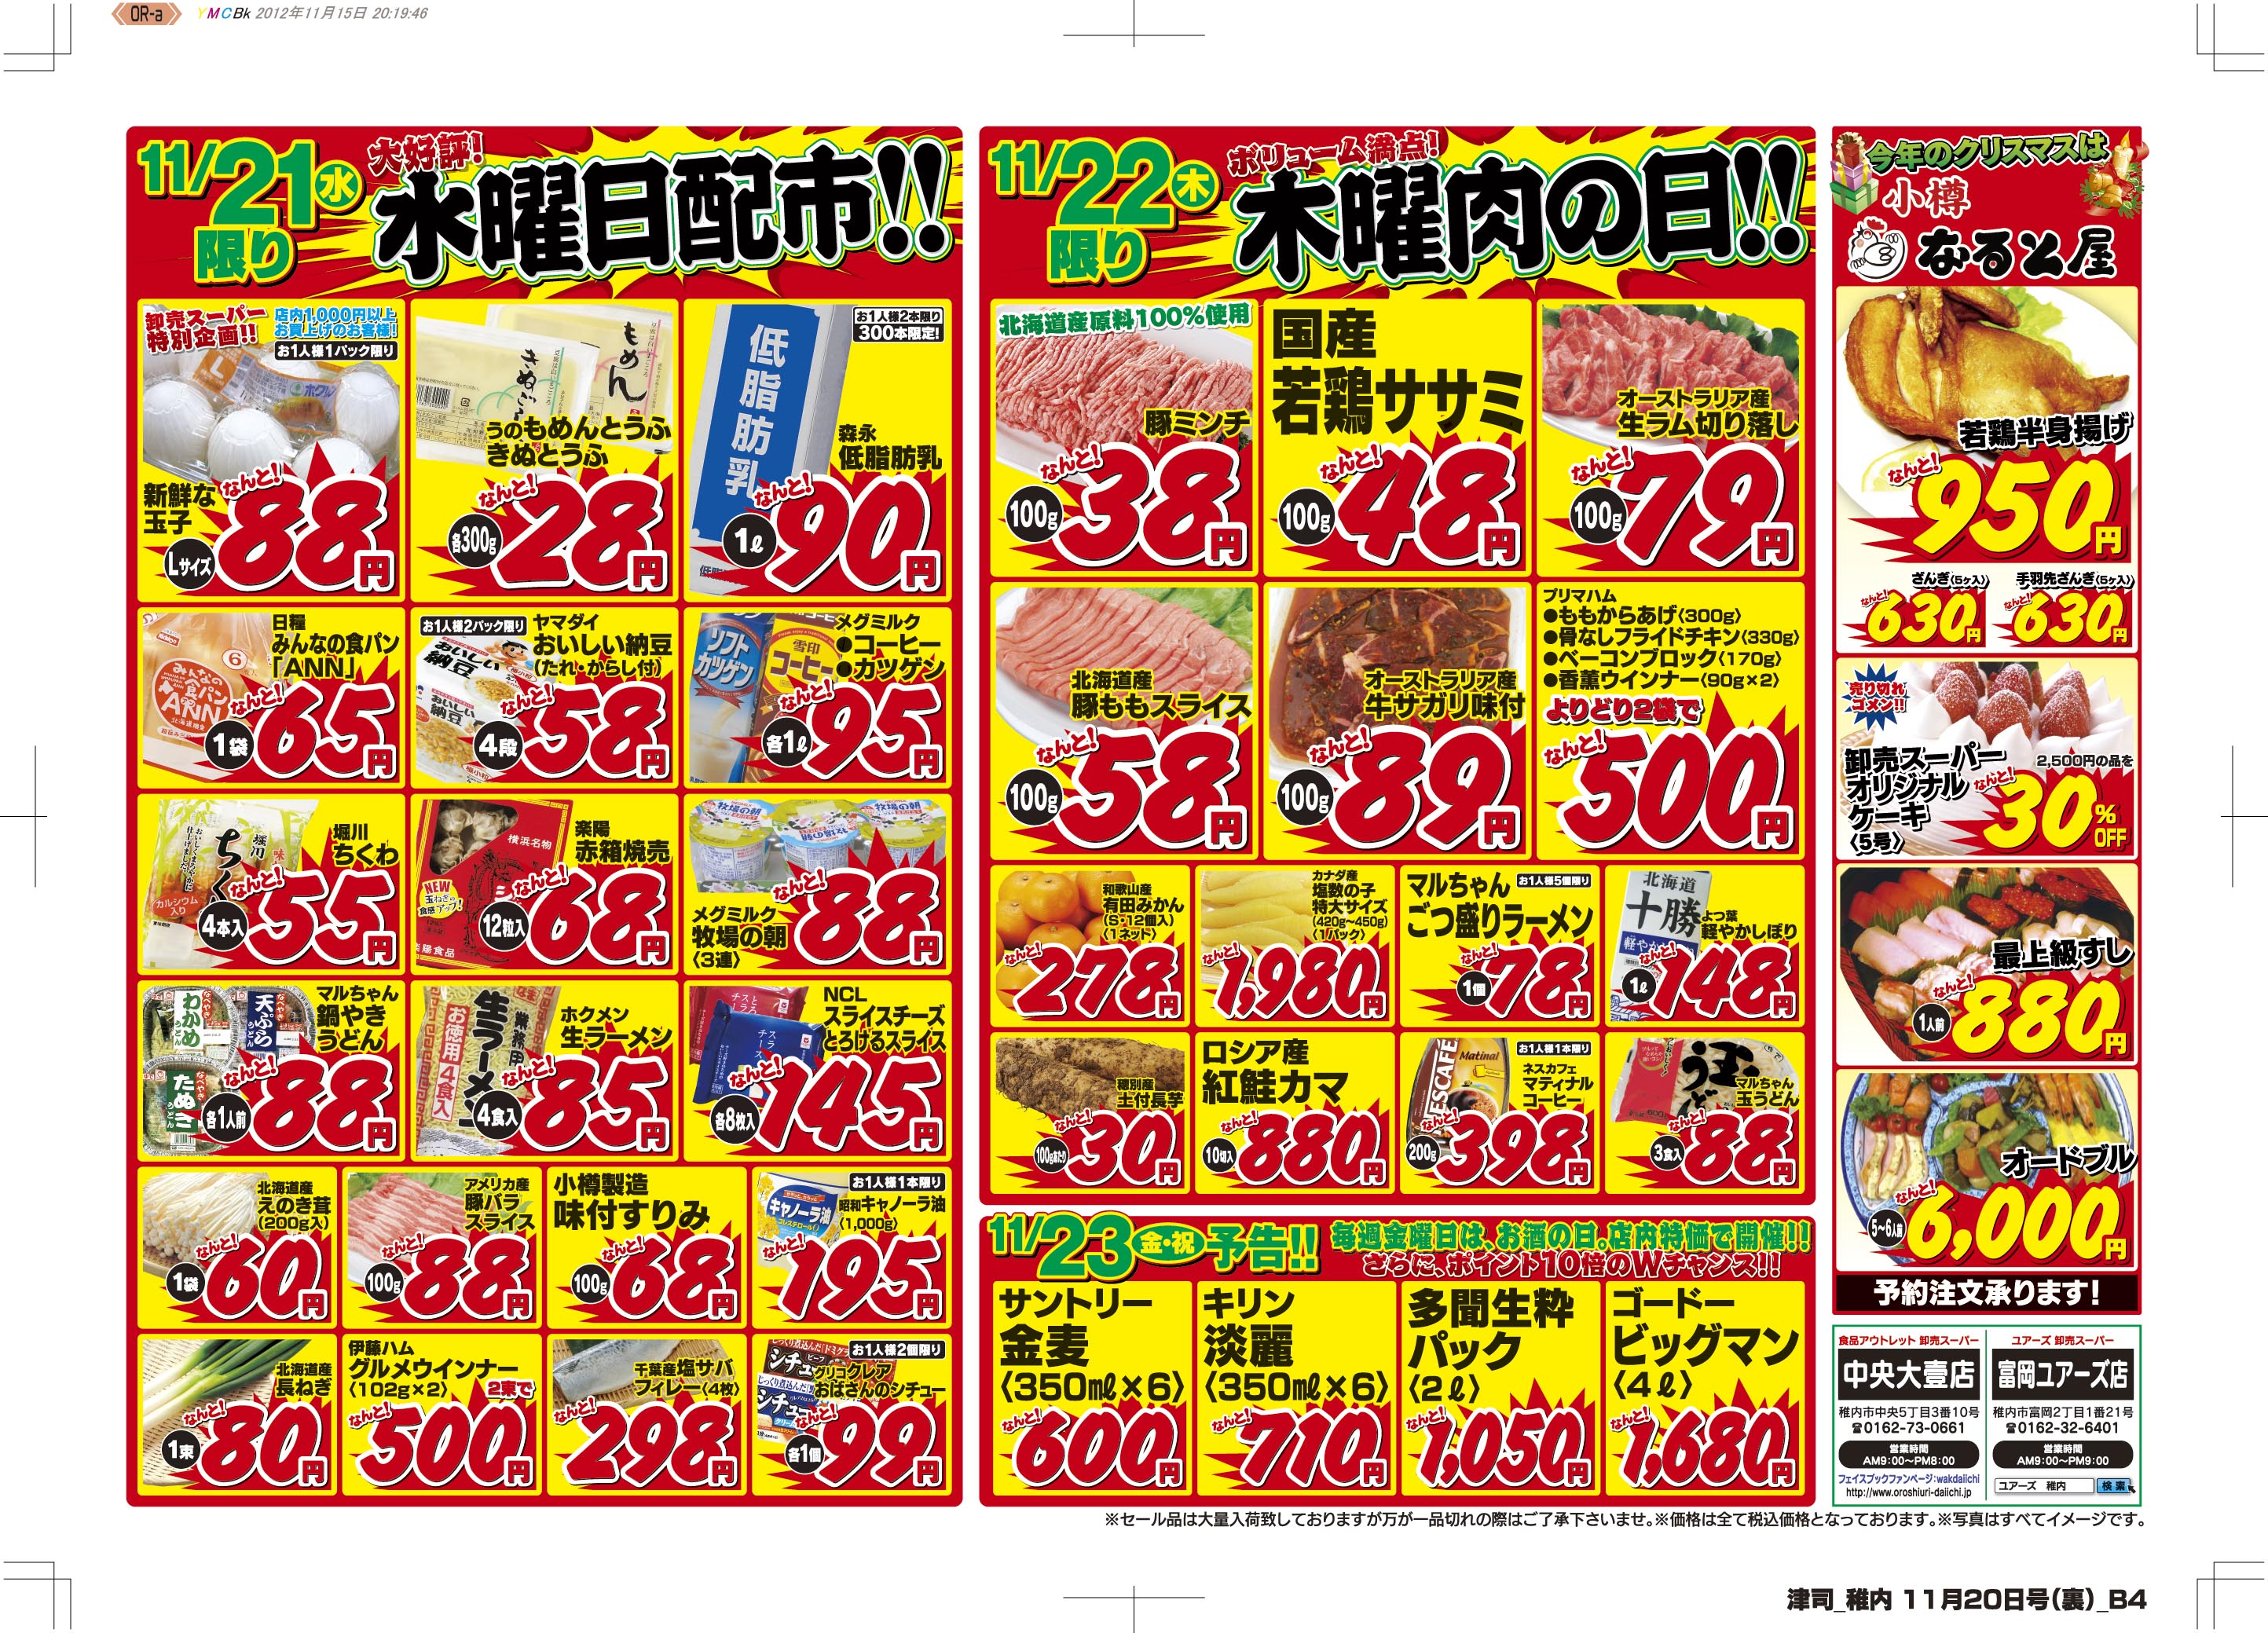 OR-a YMCBk 2012年11月15日 20:19:46
11/21水
限り
大好評!
水曜日配市!!
卸売スーパー
特別企画!!
店内1,000円以上
お買上げのお客様!
お1人様1パック限り
新鮮な
玉子
Lサイズ
なんと!
88円
うのもめんとうふ
きぬとうふ
各300g
なんと!
28円
お1人様2本限り
300本限定!
低脂肪乳
森永
低脂肪乳
1ℓ
なんと!
90円
日糧
みんなの食パン
「ANN」
1袋
なんと!
65円
お1人様2パック限り
ヤマダイ
おいしい納豆
(たれ・からし付)
4段
なんと!
58円
メグミルク
●コーヒー
●カツゲン
各1ℓ
なんと!
95円
堀川
ちくわ
4本入
なんと!
55円
横浜名物
楽陽
赤箱焼売
12粒入
なんと!
68円
メグミルク
牧場の朝
〈3連〉
なんと!
88円
マルちゃん
鍋やき
うどん
各1人前
なんと!
88円
ホクメン
生ラーメン
4食入
なんと!
85円
NCL
スライスチーズ
とろけるスライス
各8枚入
なんと!
145円
北海道産
えのき茸
(200g入)
1袋
なんと!
60円
アメリカ産
豚バラ
スライス
100g
なんと!
88円
小樽製造
味付すりみ
100g
なんと!
68円
お1人様1本限り
昭和キャノーラ油
〈1,000g〉
なんと!
195円
北海道産
長ねぎ
1束
なんと!
80円
伊藤ハム
グルメウインナー
〈102g×2〉
2束で
なんと!
500円
千葉産塩サバ
フィレー〈4枚〉
なんと!
298円
お1人様2個限り
グリコクレア
おばさんのシチュー
各1個
なんと!
99円
11/22木
限り
ボリューム満点!
木曜肉の日!!
北海道産原料100%使用
豚ミンチ
100g
なんと!
38円
国産
若鶏ササミ
100g
なんと!
48円
オーストラリア産
生ラム切り落し
100g
なんと!
79円
北海道産
豚ももスライス
100g
なんと!
58円
オーストラリア産
牛サガリ味付
100g
なんと!
89円
プリマハム
●ももからあげ〈300g〉
●骨なしフライドチキン〈330g〉
●ベーコンブロック〈170g〉
●香薫ウインナー〈90g×2〉
よりどり2袋で
なんと!
500円
和歌山産
有田みかん
(S・12個入)
〈1ネット〉
なんと!
278円
カナダ産
塩数の子
特大サイズ
(420g~450g)
〈1パック〉
なんと!
1,980円
マルちゃん
お1人様5個限り
ごつ盛りラーメン
1個
なんと!
78円
北海道
十勝
よつ葉
軽やかしぼり
1ℓ
なんと!
148円
穂別産
土付長芋
100gあたり
なんと!
30円
ロシア産
紅鮭カマ
10切入
なんと!
880円
お1人様1本限り
ネスカフェ
マティナル
コーヒー
200g
なんと!
398円
マルちゃん
玉うどん
3食入
なんと!
88円
11/23金・祝 予告!!
毎週金曜日は、お酒の日。店内特価で開催!!
さらに、ポイント10倍のWチャンス!!
サントリー
金麦
〈350㎖×6〉
なんと!
600円
キリン
淡麗
〈350㎖×6〉
なんと!
710円
多聞生粋
パック
〈2ℓ〉
なんと!
1,050円
ゴードー
ビッグマン
〈4ℓ〉
なんと!
1,680円
今年のクリスマスは
小樽
なると屋
若鶏半身揚げ
なんと!
950円
ざんぎ〈5ヶ入〉
なんと!
630円
手羽先ざんぎ〈5ヶ入〉
なんと!
630円
売り切れ
ゴメン!!
卸売スーパー
オリジナル
ケーキ
〈5号〉
2,500円の品を
なんと!
30%OFF
最上級すし
1人前
なんと!
880円
オードブル
5~6人前
なんと!
6,000円
予約注文承ります!
食品アウトレット 卸売スーパー
中央大壹店
稚内市中央5丁目3番10号
☎0162-73-0661
営業時間
AM9:00~PM8:00
フェイスブックファンページ:wakdaiichi
http://www.oroshiuri-daiichi.jp
ユアーズ 卸売スーパー
富岡ユアーズ店
稚内市富岡2丁目1番21号
☎0162-32-6401
営業時間
AM9:00~PM9:00
ユアーズ 稚内 検索
※セール品は大量入荷致しておりますが万が一品切れの際はご了承下さいませ。※価格は全て税込価格となっております。※写真はすべてイメージです。
津司_稚内 11月20日号(裏)_B4